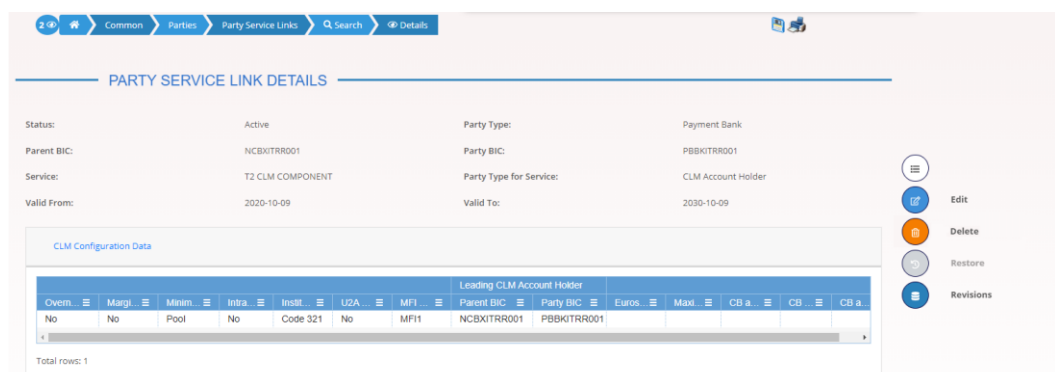 2 Common Parties Party Service Links Search Details
PARTY SERVICE LINK DETAILS
Status: Active Party Type: Payment Bank
Parent BIC: NCBXITRR001 Party BIC: PBBKITRR001
Service: T2 CLM COMPONENT Party Type for Service: CLM Account Holder
Valid From: 2020-10-09 Valid To: 2030-10-09
Edit
Delete
Restore
Revisions
CLM Configuration Data
Leading CLM Account Holder
Overn... Margi... Minim... Intra... Instit... U2A ... MFI ... Parent BIC Party BIC Euros... Maxi... CB a... CB ... CB a...
No No Pool No Code 321 No MFI1 NCBXITRR001 PBBKITRR001
Total rows: 1